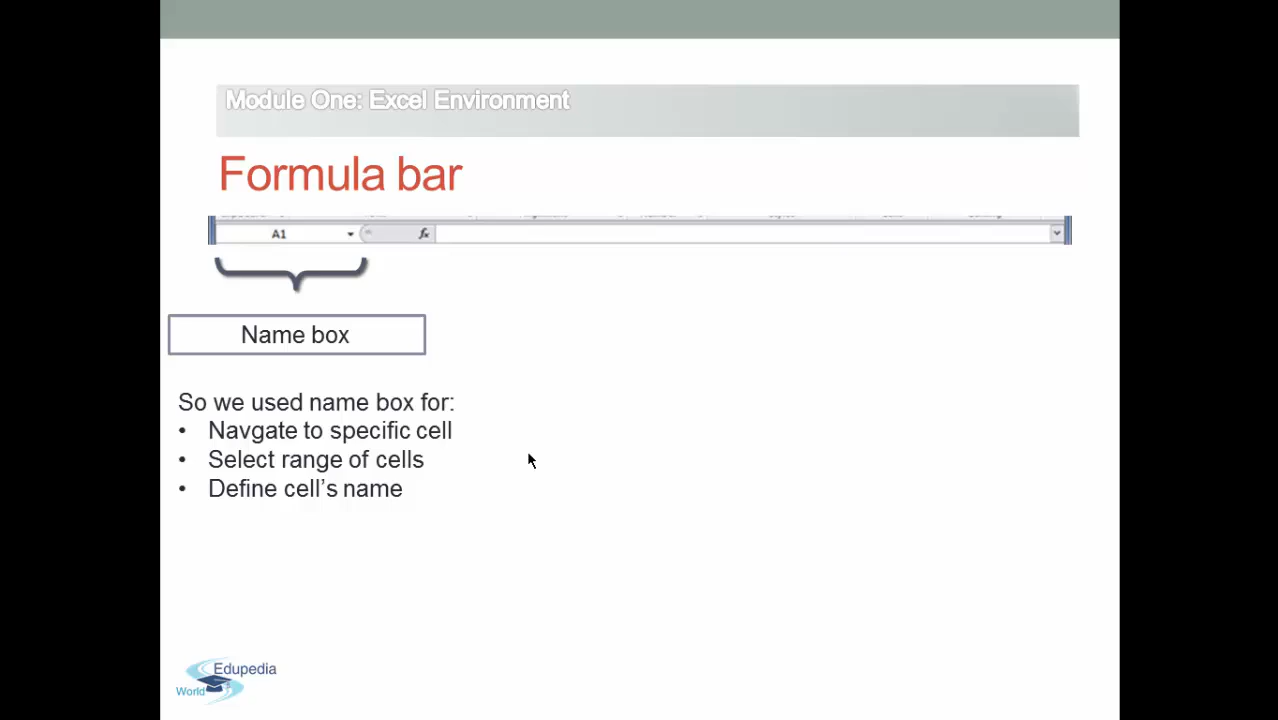 Module One: Excel Environment
Formula bar
A1 fx
Name box
So we used name box for:
• Navgate to specific cell
• Select range of cells
• Define cell's name
Edupedia
World